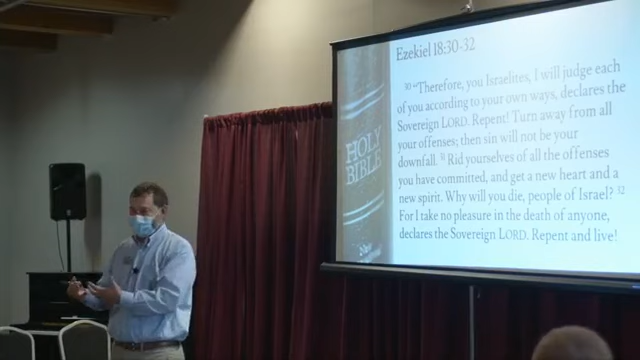 Ezekiel 18:30-32
30 "Therefore, you Israelites, I will judge each
of you according to your own ways, declares the
Sovereign LORD. Repent! Turn away from all
your offenses; then sin will not be your
downfall. 31 Rid yourselves of all the offenses
you have committed, and get a new heart and a
new spirit. Why will you die, people of Israel? 32
For I take no pleasure in the death of anyone,
declares the Sovereign LORD. Repent and live!
HOLY
BIBLE